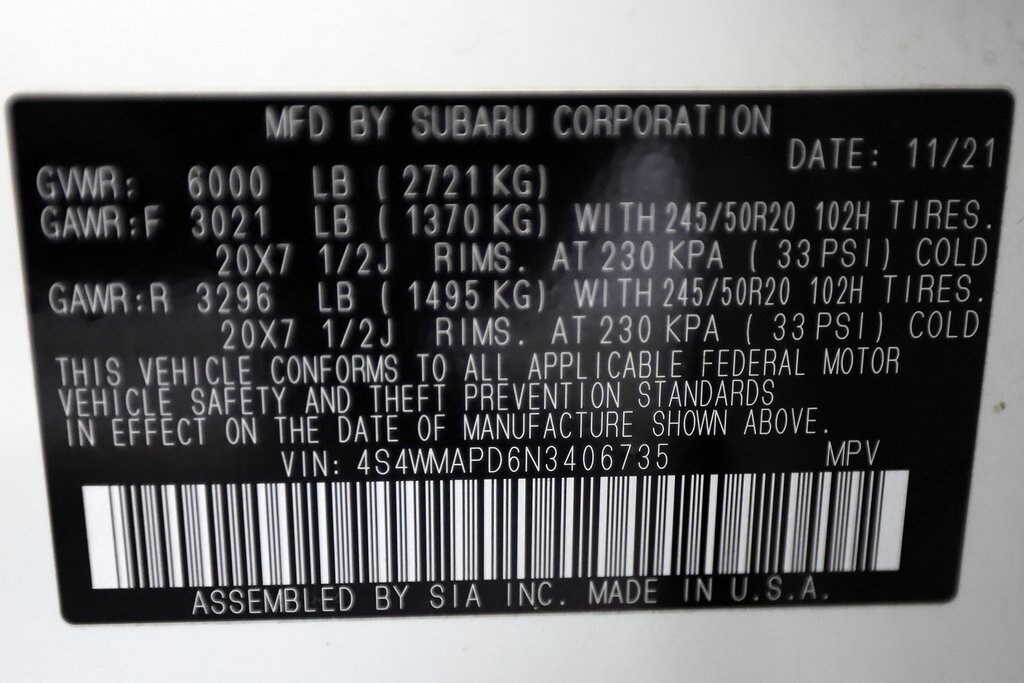 MFD BY SUBARU CORPORATION
DATE: 11/21
GVWR: 6000 LB ( 2721 KG)
GAWR:F 3021 LB ( 1370 KG) WITH 245/50R20 102H TIRES.
20X7 1/2J RIMS. AT 230 KPA ( 33 PSI) COLD
GAWR:R 3296 LB ( 1495 KG) WITH 245/50R20 102H TIRES.
20X7 1/2J RIMS. AT 230 KPA ( 33 PSI) COLD
THIS VEHICLE CONFORMS TO ALL APPLICABLE FEDERAL MOTOR
VEHICLE SAFETY AND THEFT PREVENTION STANDARDS
IN EFFECT ON THE DATE OF MANUFACTURE SHOWN ABOVE.
VIN: 4S4WMAPD6N3406735 MPV
ASSEMBLED BY SIA INC. MADE IN U.S.A.